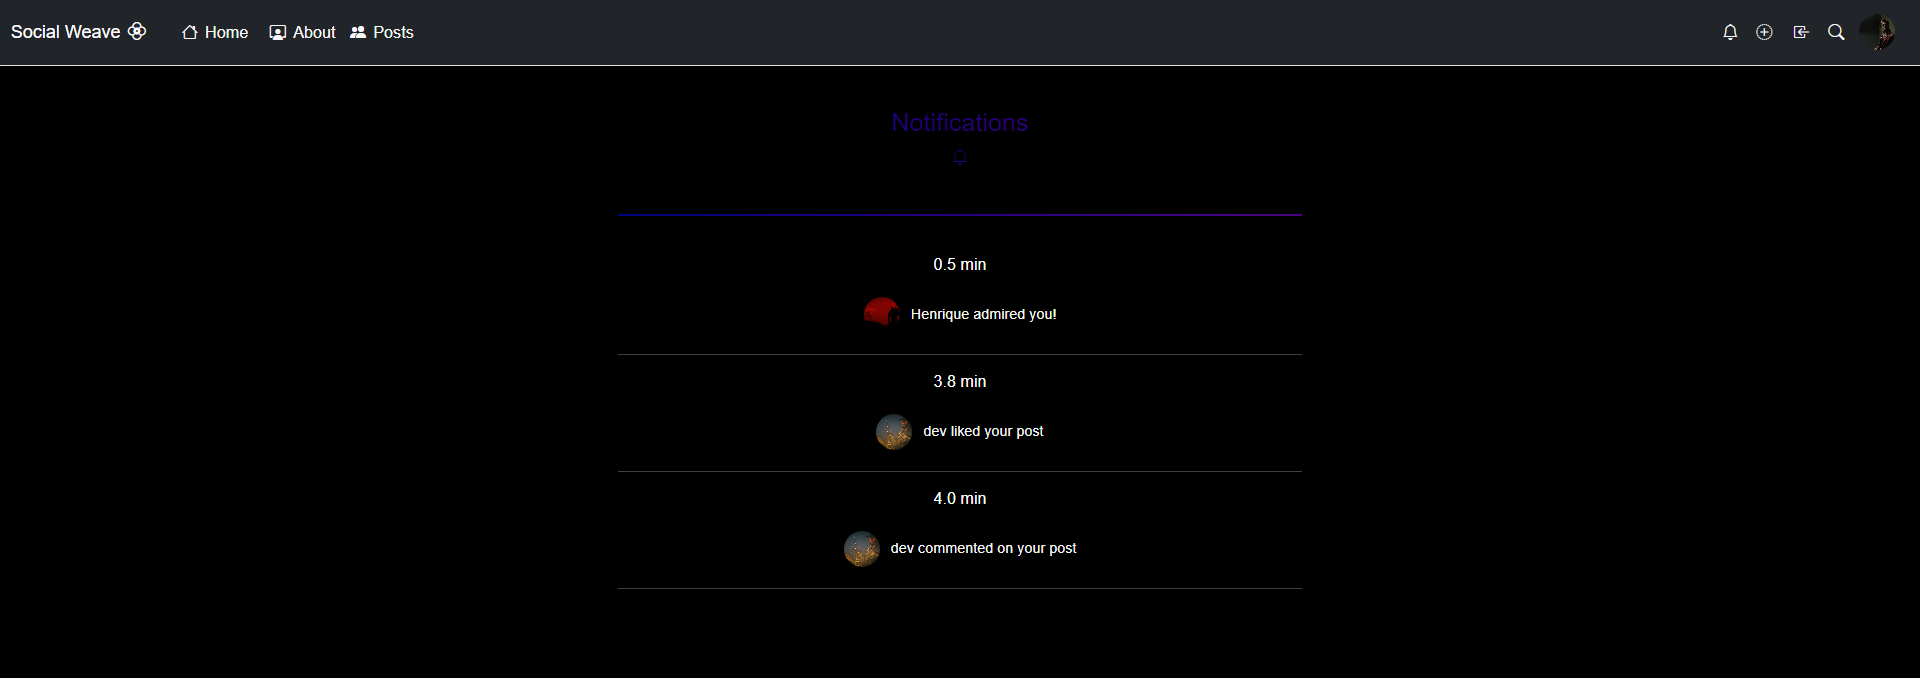 Social Weave
Home
About
Posts
Notifications
0.5 min
Henrique admired you!
3.8 min
dev liked your post
4.0 min
dev commented on your post